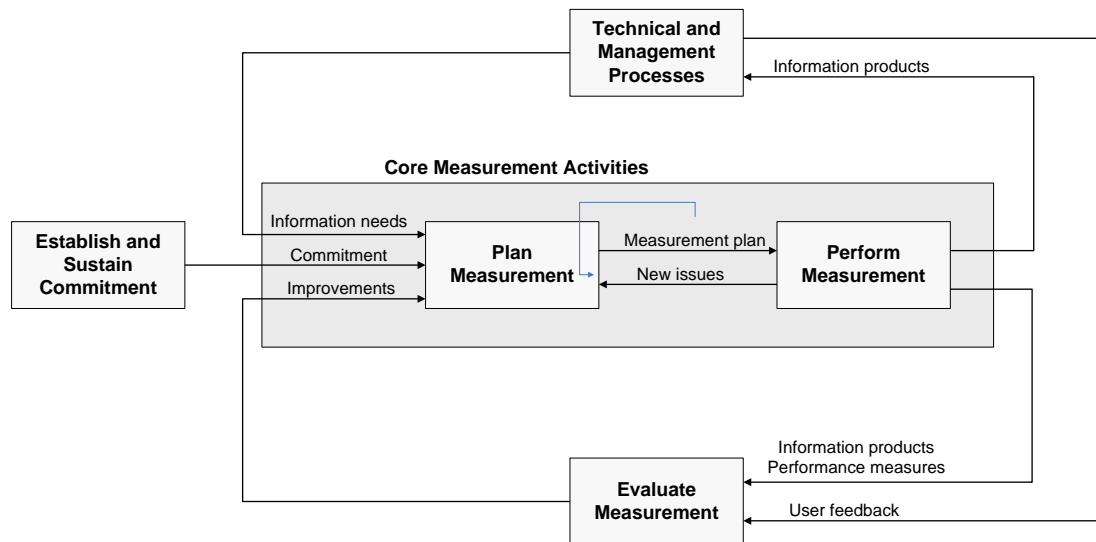 Technical and
Management
Processes
Information products
Core Measurement Activities
Information needs
Establish and
Sustain
Commitment
Commitment
Improvements
Plan
Measurement
Measurement plan
New issues
Perform
Measurement
Information products
Performance measures
Evaluate
Measurement
User feedback